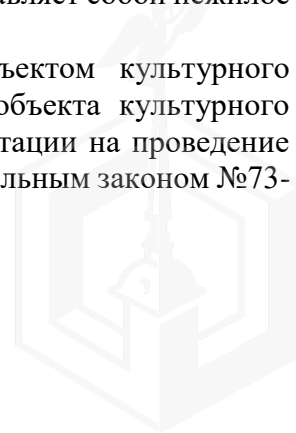 вляет собой нежилое
ъектом культурного
объекта культурного
тации на проведение
льным законом №73-